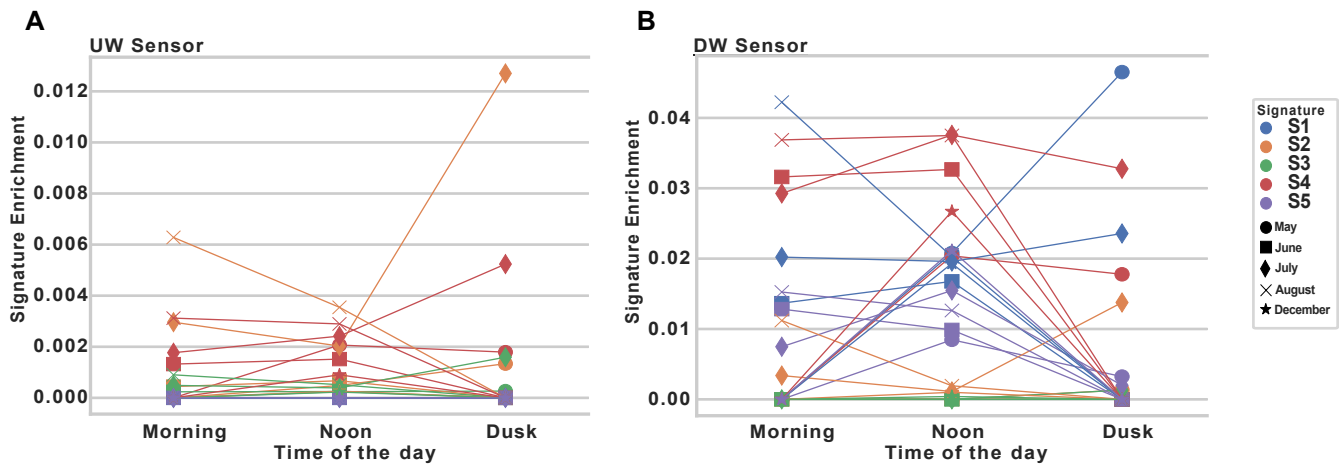 A
UW Sensor
Signature Enrichment
0.012
0.010
0.008
0.006
0.004
0.002
0.000
Morning Noon Dusk
Time of the day
B
DW Sensor
Signature Enrichment
0.04
0.03
0.02
0.01
0.00
Morning Noon Dusk
Time of the day
Signature
S1
S2
S3
S4
S5
May
June
July
August
December